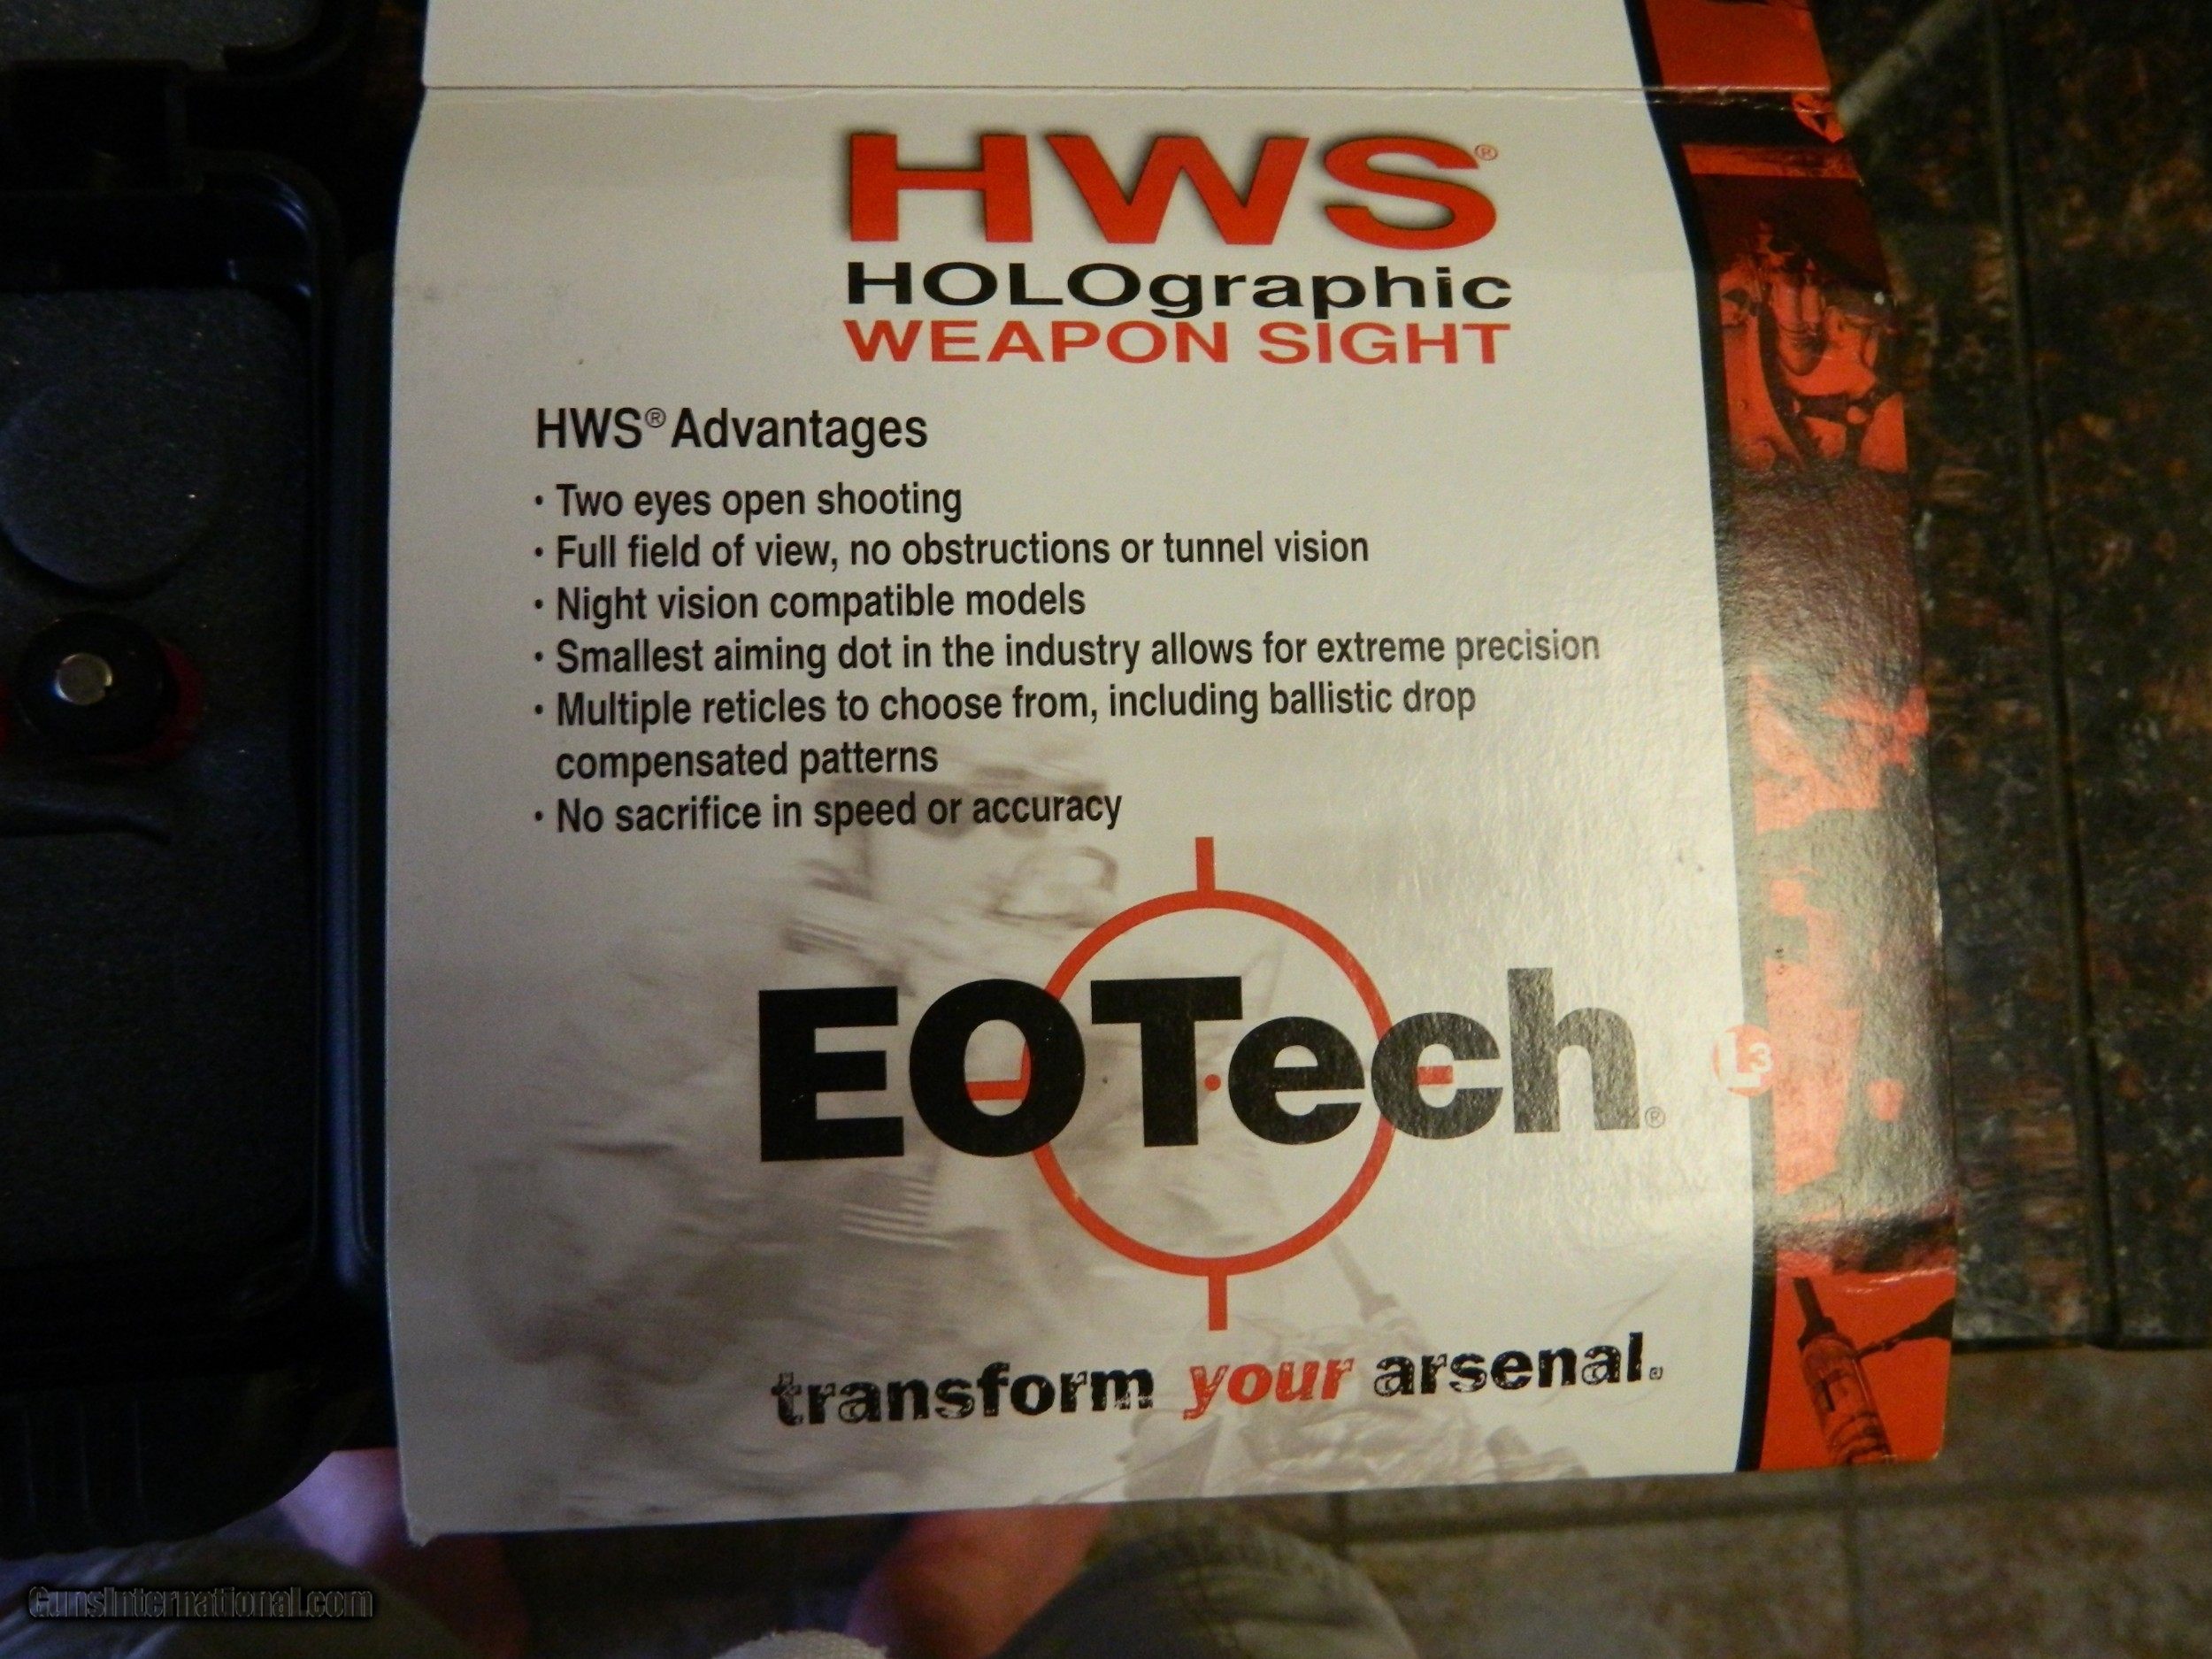 HWS®
HOLOgraphic
WEAPON SIGHT
HWS® Advantages
· Two eyes open shooting
· Full field of view, no obstructions or tunnel vision
· Night vision compatible models
· Smallest aiming dot in the industry allows for extreme precision
· Multiple reticles to choose from, including ballistic drop
compensated patterns
· No sacrifice in speed or accuracy
EOTech®
L3
transform your arsenal.
GunsInternational.com